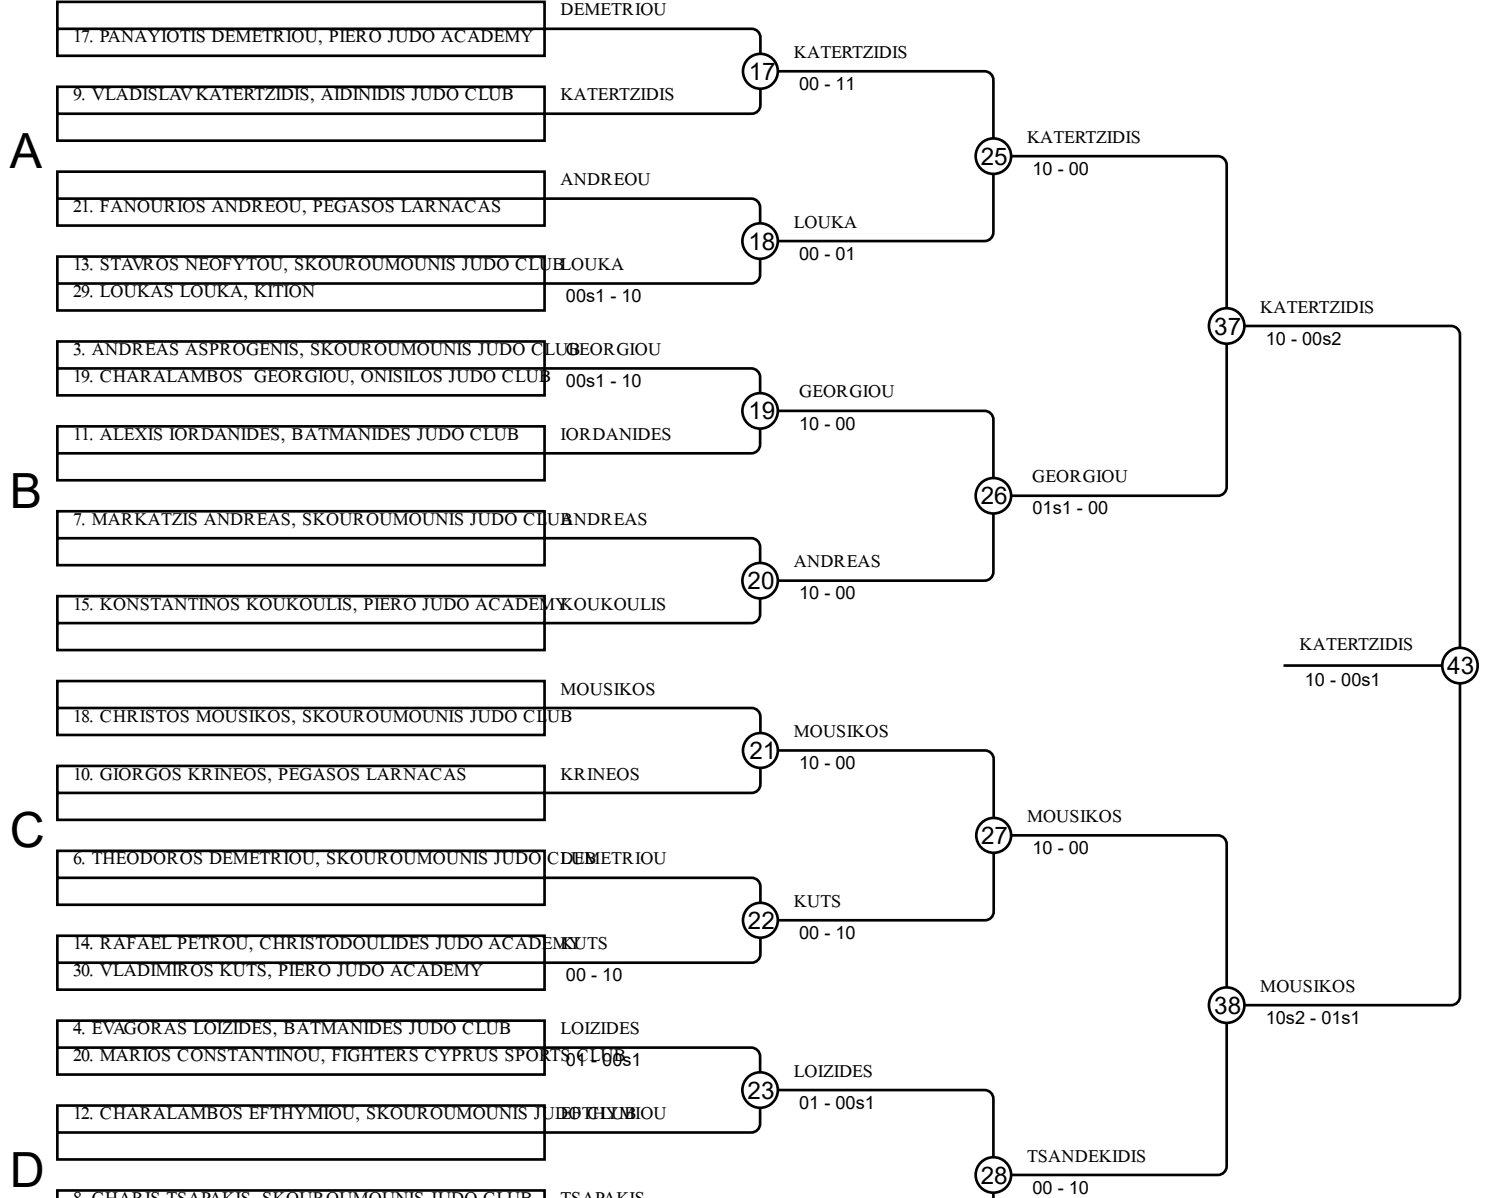 DEMETRIOU
17. PANAYIOTIS DEMETRIOU, PIERO JUDO ACADEMY
KATERTZIDIS
17
00 - 11
9. VLADISLAV KATERTZIDIS, AIDINIDIS JUDO CLUB
KATERTZIDIS
A
KATERTZIDIS
25
10 - 00
ANDREOU
21. FANOURIOS ANDREOU, PEGASOS LARNACAS
LOUKA
18
00 - 01
13. STAVROS NEOFYTOU, SKOUROUMOUNIS JUDO CLUB
LOUKA
29. LOUKAS LOUKA, KITION
00s1 - 10
KATERTZIDIS
37
10 - 00s2
3. ANDREAS ASPROGENIS, SKOUROUMOUNIS JUDO CLUB
GEORGIOU
19. CHARALAMBOS GEORGIOU, ONISILOS JUDO CLUB
00s1 - 10
GEORGIOU
19
10 - 00
11. ALEXIS IORDANIDES, BATMANIDES JUDO CLUB
IORDANIDES
B
GEORGIOU
26
01s1 - 00
7. MARKATZIS ANDREAS, SKOUROUMOUNIS JUDO CLUB
ANDREAS
ANDREAS
20
10 - 00
15. KONSTANTINOS KOUKOULIS, PIERO JUDO ACADEMY
KOUKOULIS
KATERTZIDIS
43
10 - 00s1
MOUSIKOS
18. CHRISTOS MOUSIKOS, SKOUROUMOUNIS JUDO CLUB
MOUSIKOS
21
10 - 00
10. GIORGOS KRINEOS, PEGASOS LARNACAS
KRINEOS
C
MOUSIKOS
27
10 - 00
6. THEODOROS DEMETRIOU, SKOUROUMOUNIS JUDO CLUB
DEMETRIOU
KUTS
22
00 - 10
14. RAFAEL PETROU, CHRISTODOULIDES JUDO ACADEMY
KUTS
30. VLADIMIROS KUTS, PIERO JUDO ACADEMY
00 - 10
MOUSIKOS
38
10s2 - 01s1
4. EVAGORAS LOIZIDES, BATMANIDES JUDO CLUB
LOIZIDES
20. MARIOS CONSTANTINOU, FIGHTERS CYPRUS SPORTS CLUB
01 - 00s1
LOIZIDES
23
01 - 00s1
12. CHARALAMBOS EFTHYMIOU, SKOUROUMOUNIS JUDO CLUB
EFTHYMIOU
D
TSANDEKIDIS
28
00 - 10
8. CHARIS TSAPAKIS, SKOUROUMOUNIS JUDO CLUB
TSAPAKIS